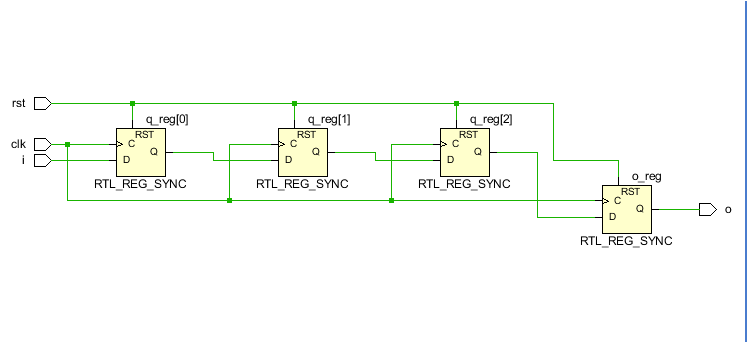 rst
clk
i
q_reg[0]
RST
C
D
Q
RTL_REG_SYNC
q_reg[1]
RST
C
D
Q
RTL_REG_SYNC
q_reg[2]
RST
C
D
Q
RTL_REG_SYNC
o_reg
RST
C
D
Q
RTL_REG_SYNC
o